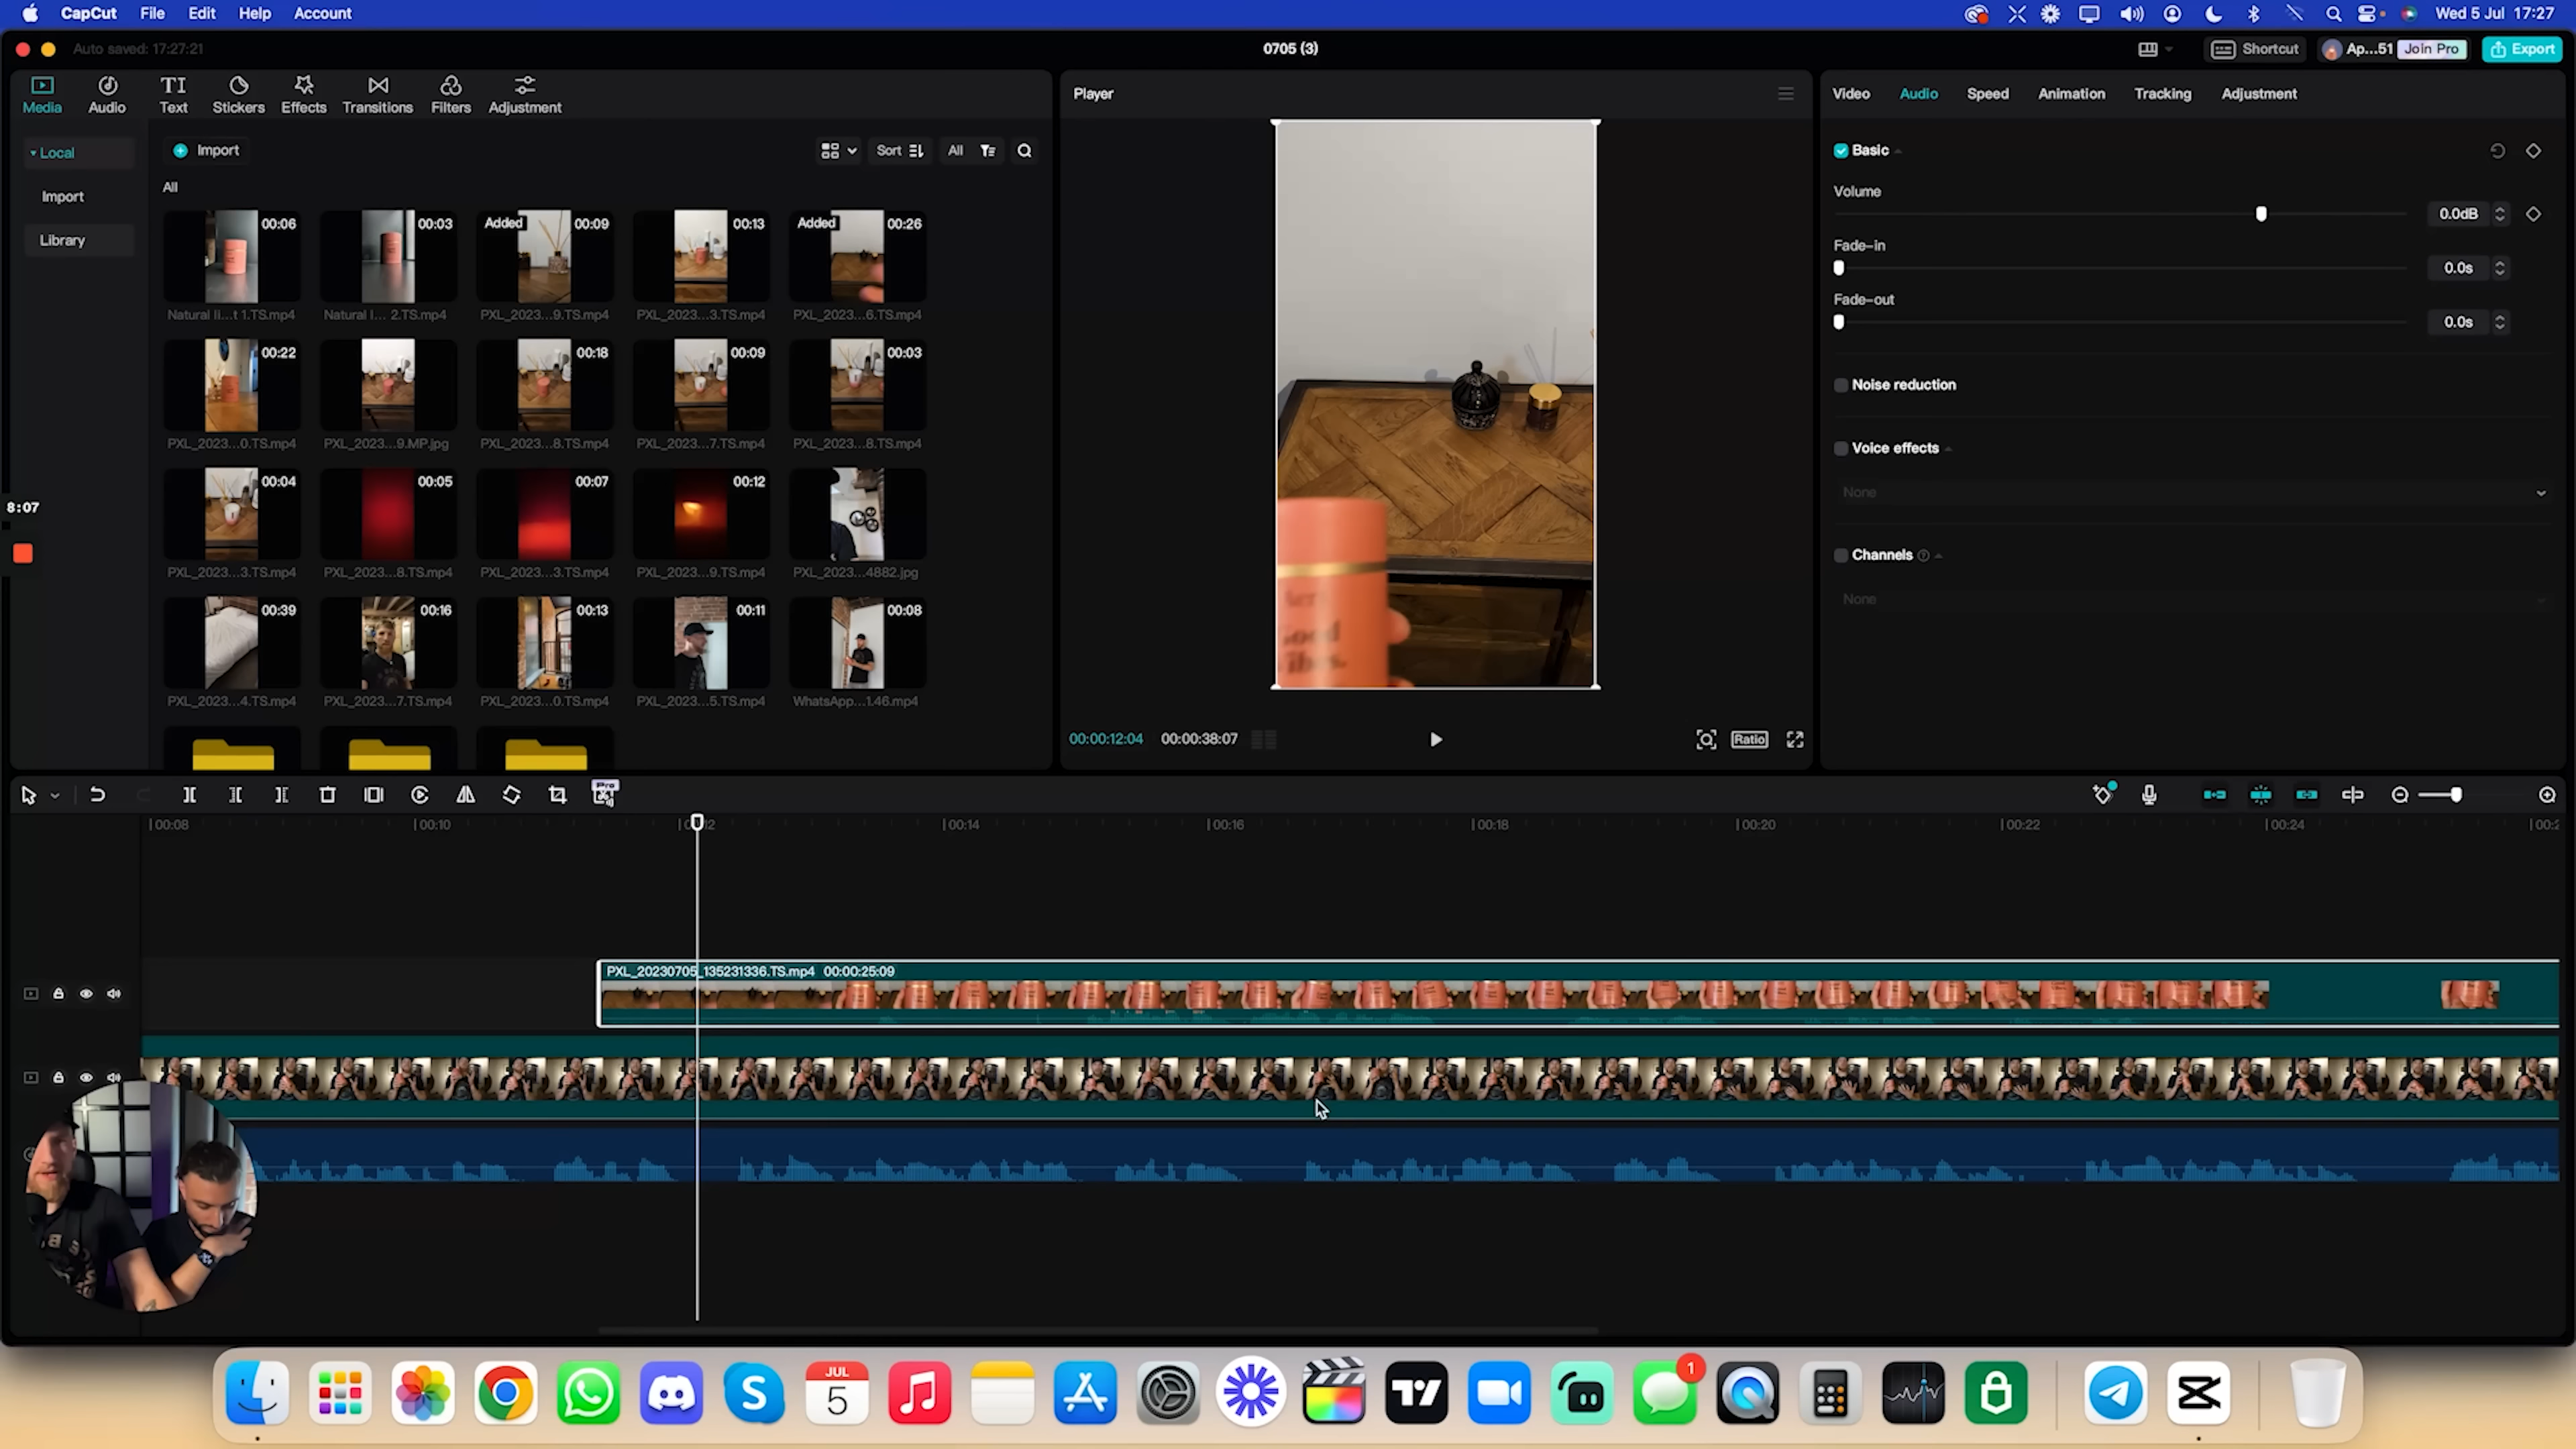 CapCut File Edit Help Account Wed 5 Jul 17:27
Auto saved: 17:27:21 0705 (3) Shortcut Ap...51 Join Pro Export
Media Audio Text Stickers Effects Transitions Filters Adjustment
Player
Video Audio Speed Animation Tracking Adjustment
Local
Import
Library
Import Sort All
All
00:06 00:03 Added 00:09 00:13 Added 00:26
Natural li...t 1.TS.mp4 Natural l... 2.TS.mp4 PXL_2023...9.TS.mp4 PXL_2023...3.TS.mp4 PXL_2023...6.TS.mp4
00:22 00:18 00:09 00:03
PXL_2023...0.TS.mp4 PXL_2023...9.MP.jpg PXL_2023...8.TS.mp4 PXL_2023...7.TS.mp4 PXL_2023...8.TS.mp4
00:04 00:05 00:07 00:12
PXL_2023...3.TS.mp4 PXL_2023...8.TS.mp4 PXL_2023...3.TS.mp4 PXL_2023...9.TS.mp4 PXL_2023...4882.jpg
00:39 00:16 00:13 00:11 00:08
PXL_2023...4.TS.mp4 PXL_2023...7.TS.mp4 PXL_2023...0.TS.mp4 PXL_2023...5.TS.mp4 WhatsApp...1.46.mp4
8:07
00:00:12:04 00:00:38:07 Ratio
Basic
Volume
0.0dB
Fade-in
0.0s
Fade-out
0.0s
Noise reduction
Voice effects
None
Channels
None
00:08 00:10 00:12 00:14 00:16 00:18 00:20 00:22 00:24
PXL_20230705_135231336.TS.mp4 00:00:25:09
JUL
5
1